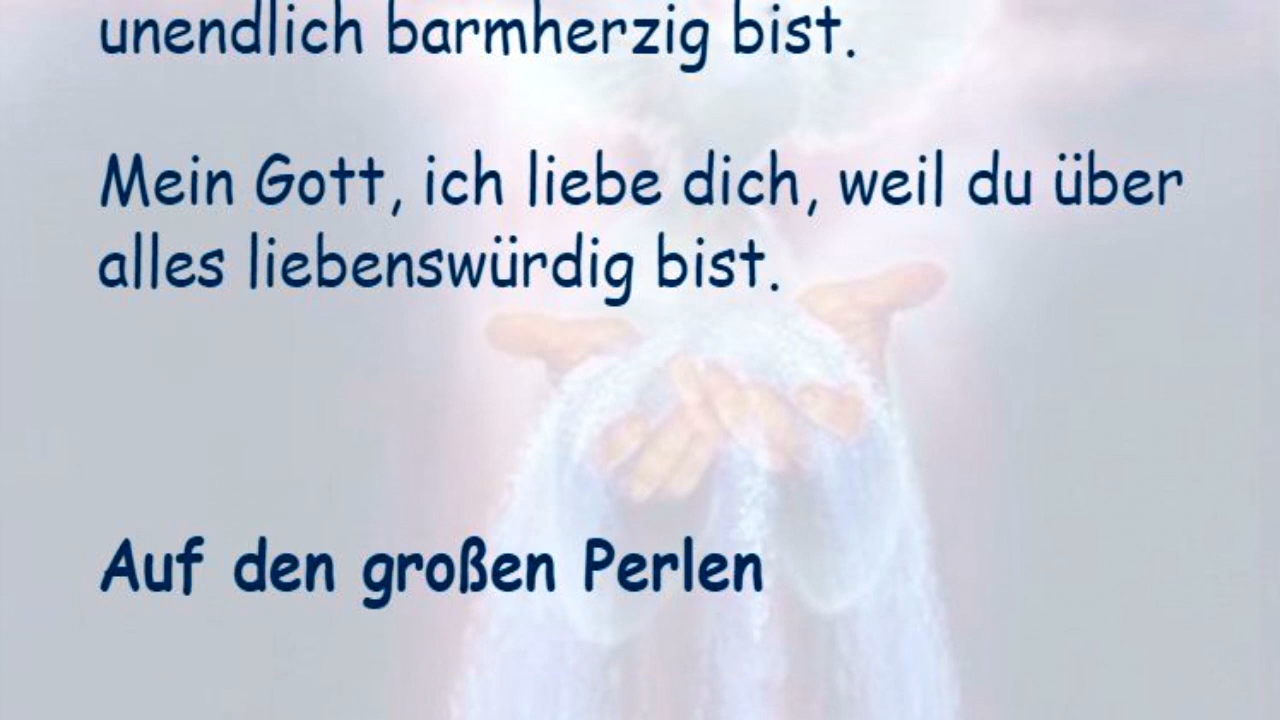 unendlich barmherzig bist.
Mein Gott, ich liebe dich, weil du über
alles liebenswürdig bist.
Auf den großen Perlen